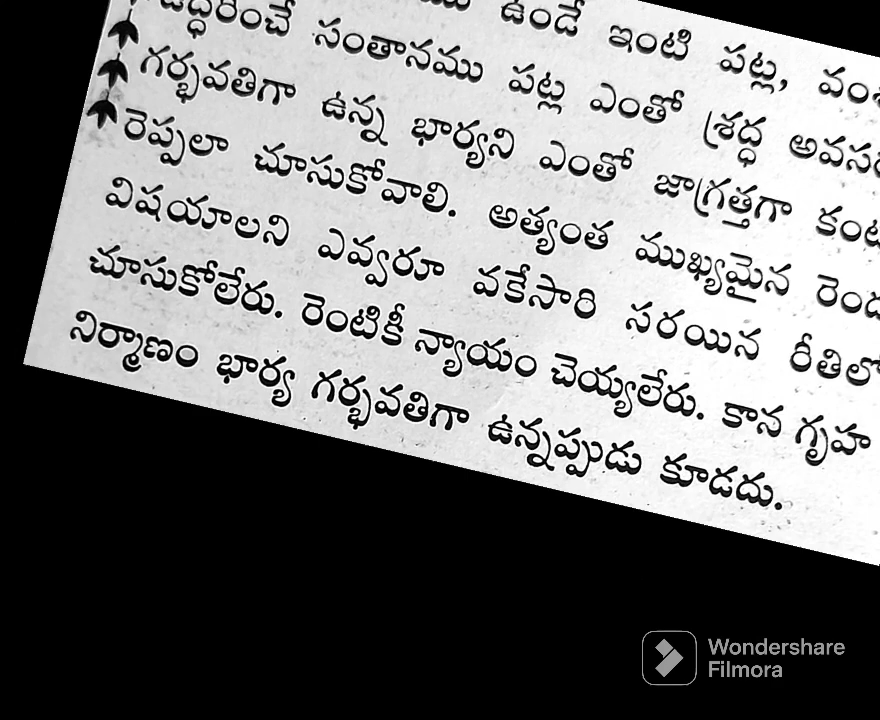 ఉండే ఇంటి పట్ల,
ఉద్ధరించే సంతానము పట్ల ఎంతో శ్రద్ధ
గర్భవతిగా ఉన్న భార్యని ఎంతో జాగ్రత్తగా
రెప్పలా చూసుకోవాలి. అత్యంత ముఖ్యమైన
విషయాలని ఎవ్వరూ వకేసారి సరయిన రీతిలో
చూసుకోలేరు. రెంటికీ న్యాయం చెయ్యలేరు. కాన గృహ
నిర్మాణం భార్య గర్భవతిగా ఉన్నప్పుడు కూడదు.
Wondershare
Filmora